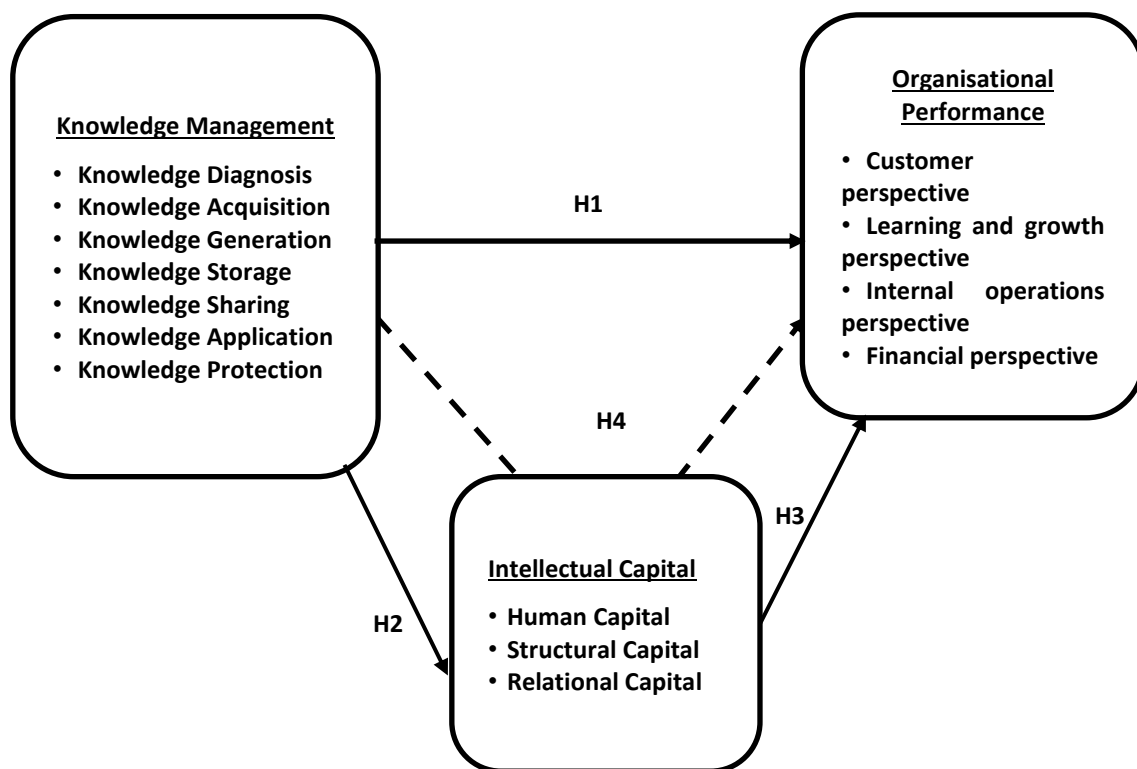 Knowledge Management
• Knowledge Diagnosis
• Knowledge Acquisition
• Knowledge Generation
• Knowledge Storage
• Knowledge Sharing
• Knowledge Application
• Knowledge Protection
H1
Organisational
Performance
• Customer
perspective
• Learning and growth
perspective
• Internal operations
perspective
• Financial perspective
H4
H2
H3
Intellectual Capital
• Human Capital
• Structural Capital
• Relational Capital